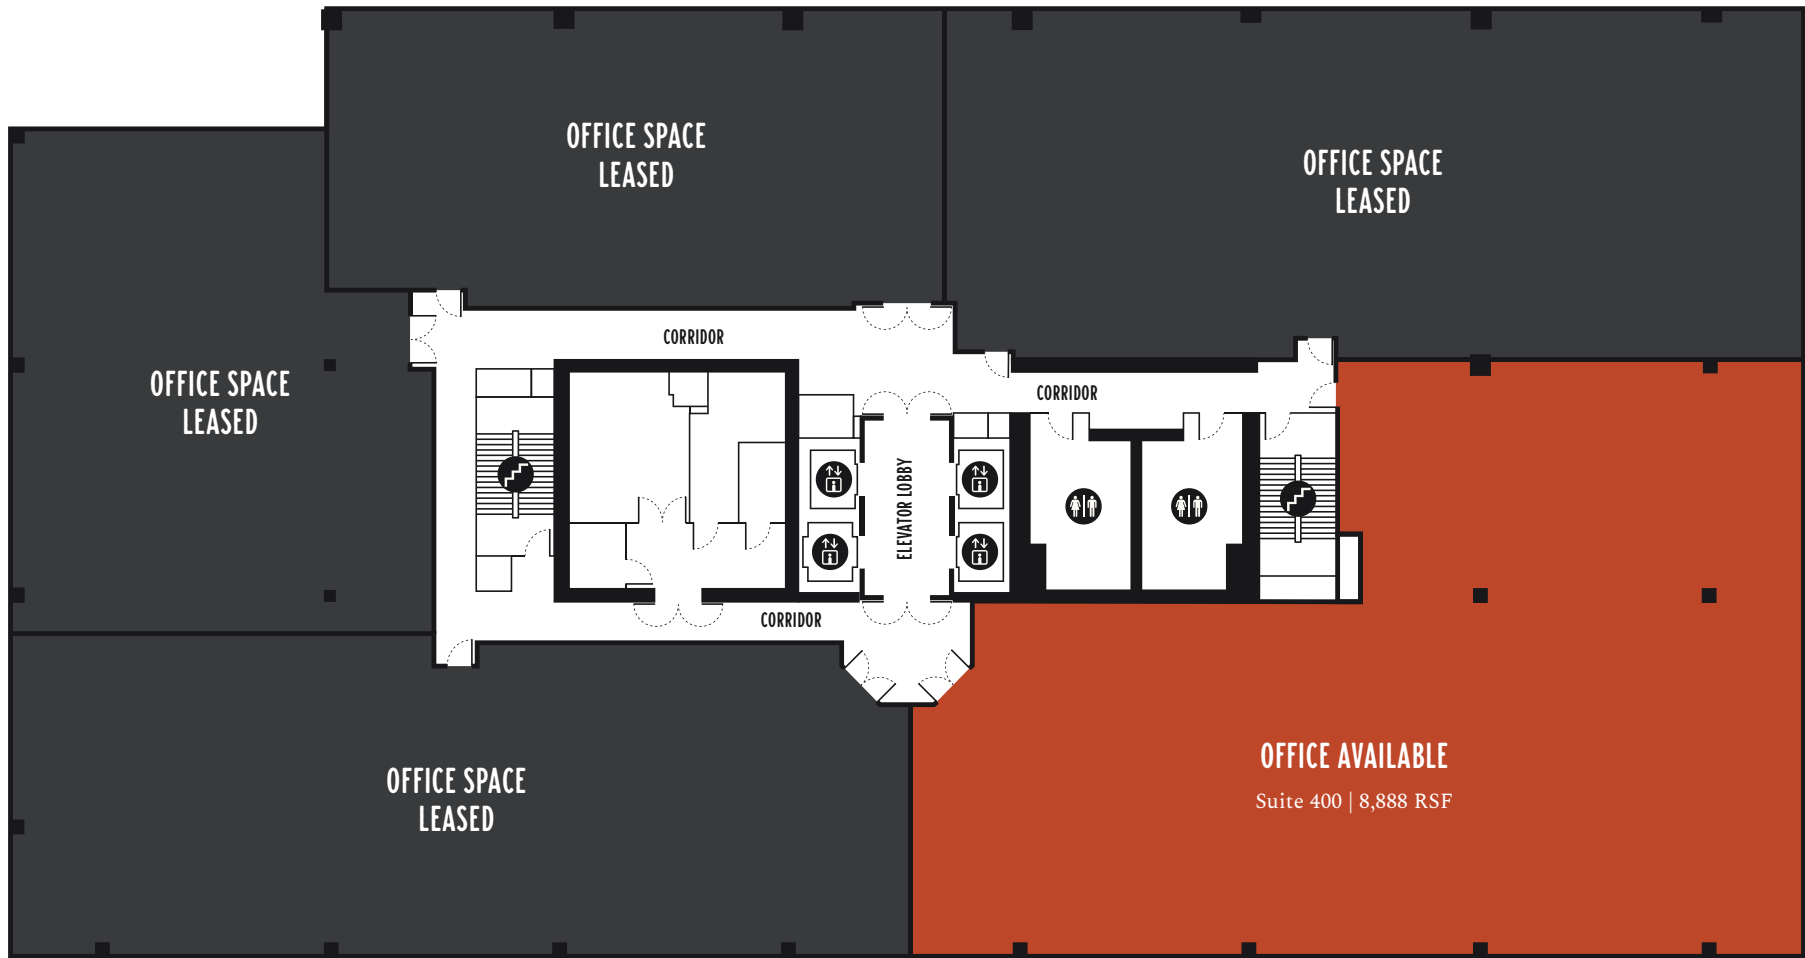 OFFICE SPACE
LEASED
OFFICE SPACE
LEASED
CORRIDOR
OFFICE SPACE
LEASED
CORRIDOR
ELEVATOR LOBBY
CORRIDOR
OFFICE SPACE
LEASED
OFFICE AVAILABLE
Suite 400 | 8,888 RSF